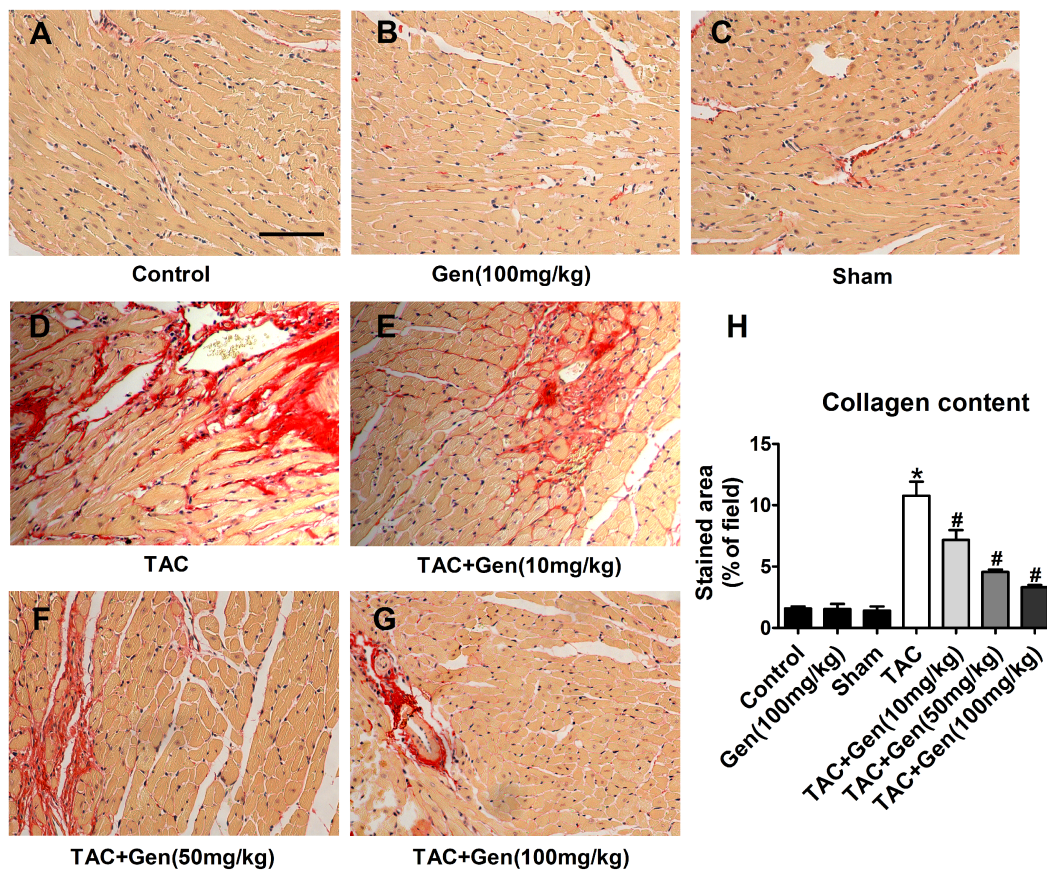 A
B
C
Control
Gen(100mg/kg)
Sham
D
E
H
TAC
TAC+Gen(10mg/kg)
F
G
TAC+Gen(50mg/kg)
TAC+Gen(100mg/kg)
Collagen content
Stained area
(% of field)
15
10
5
0
*
#
#
#
Control
Gen(100mg/kg)
Sham
TAC
TAC+Gen(10mg/kg)
TAC+Gen(50mg/kg)
TAC+Gen(100mg/kg)